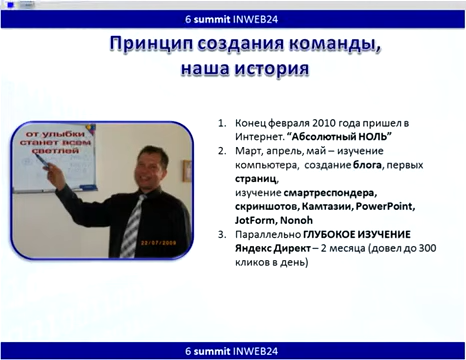 6 summit INWEB24
Принцип создания команды,
наша история
от улыбки
станет всем
светлей
22/07/2009
1. Конец февраля 2010 года пришел в
Интернет. “Абсолютный НОЛЬ”
2. Март, апрель, май – изучение
компьютера, создание блога, первых
страниц,
изучение смартреспондера,
скриншотов, Камтазии, PowerPoint,
JotForm, Nonoh
3. Параллельно ГЛУБОКОЕ ИЗУЧЕНИЕ
Яндекс Директ – 2 месяца (довел до 300
кликов в день)
6 summit INWEB24